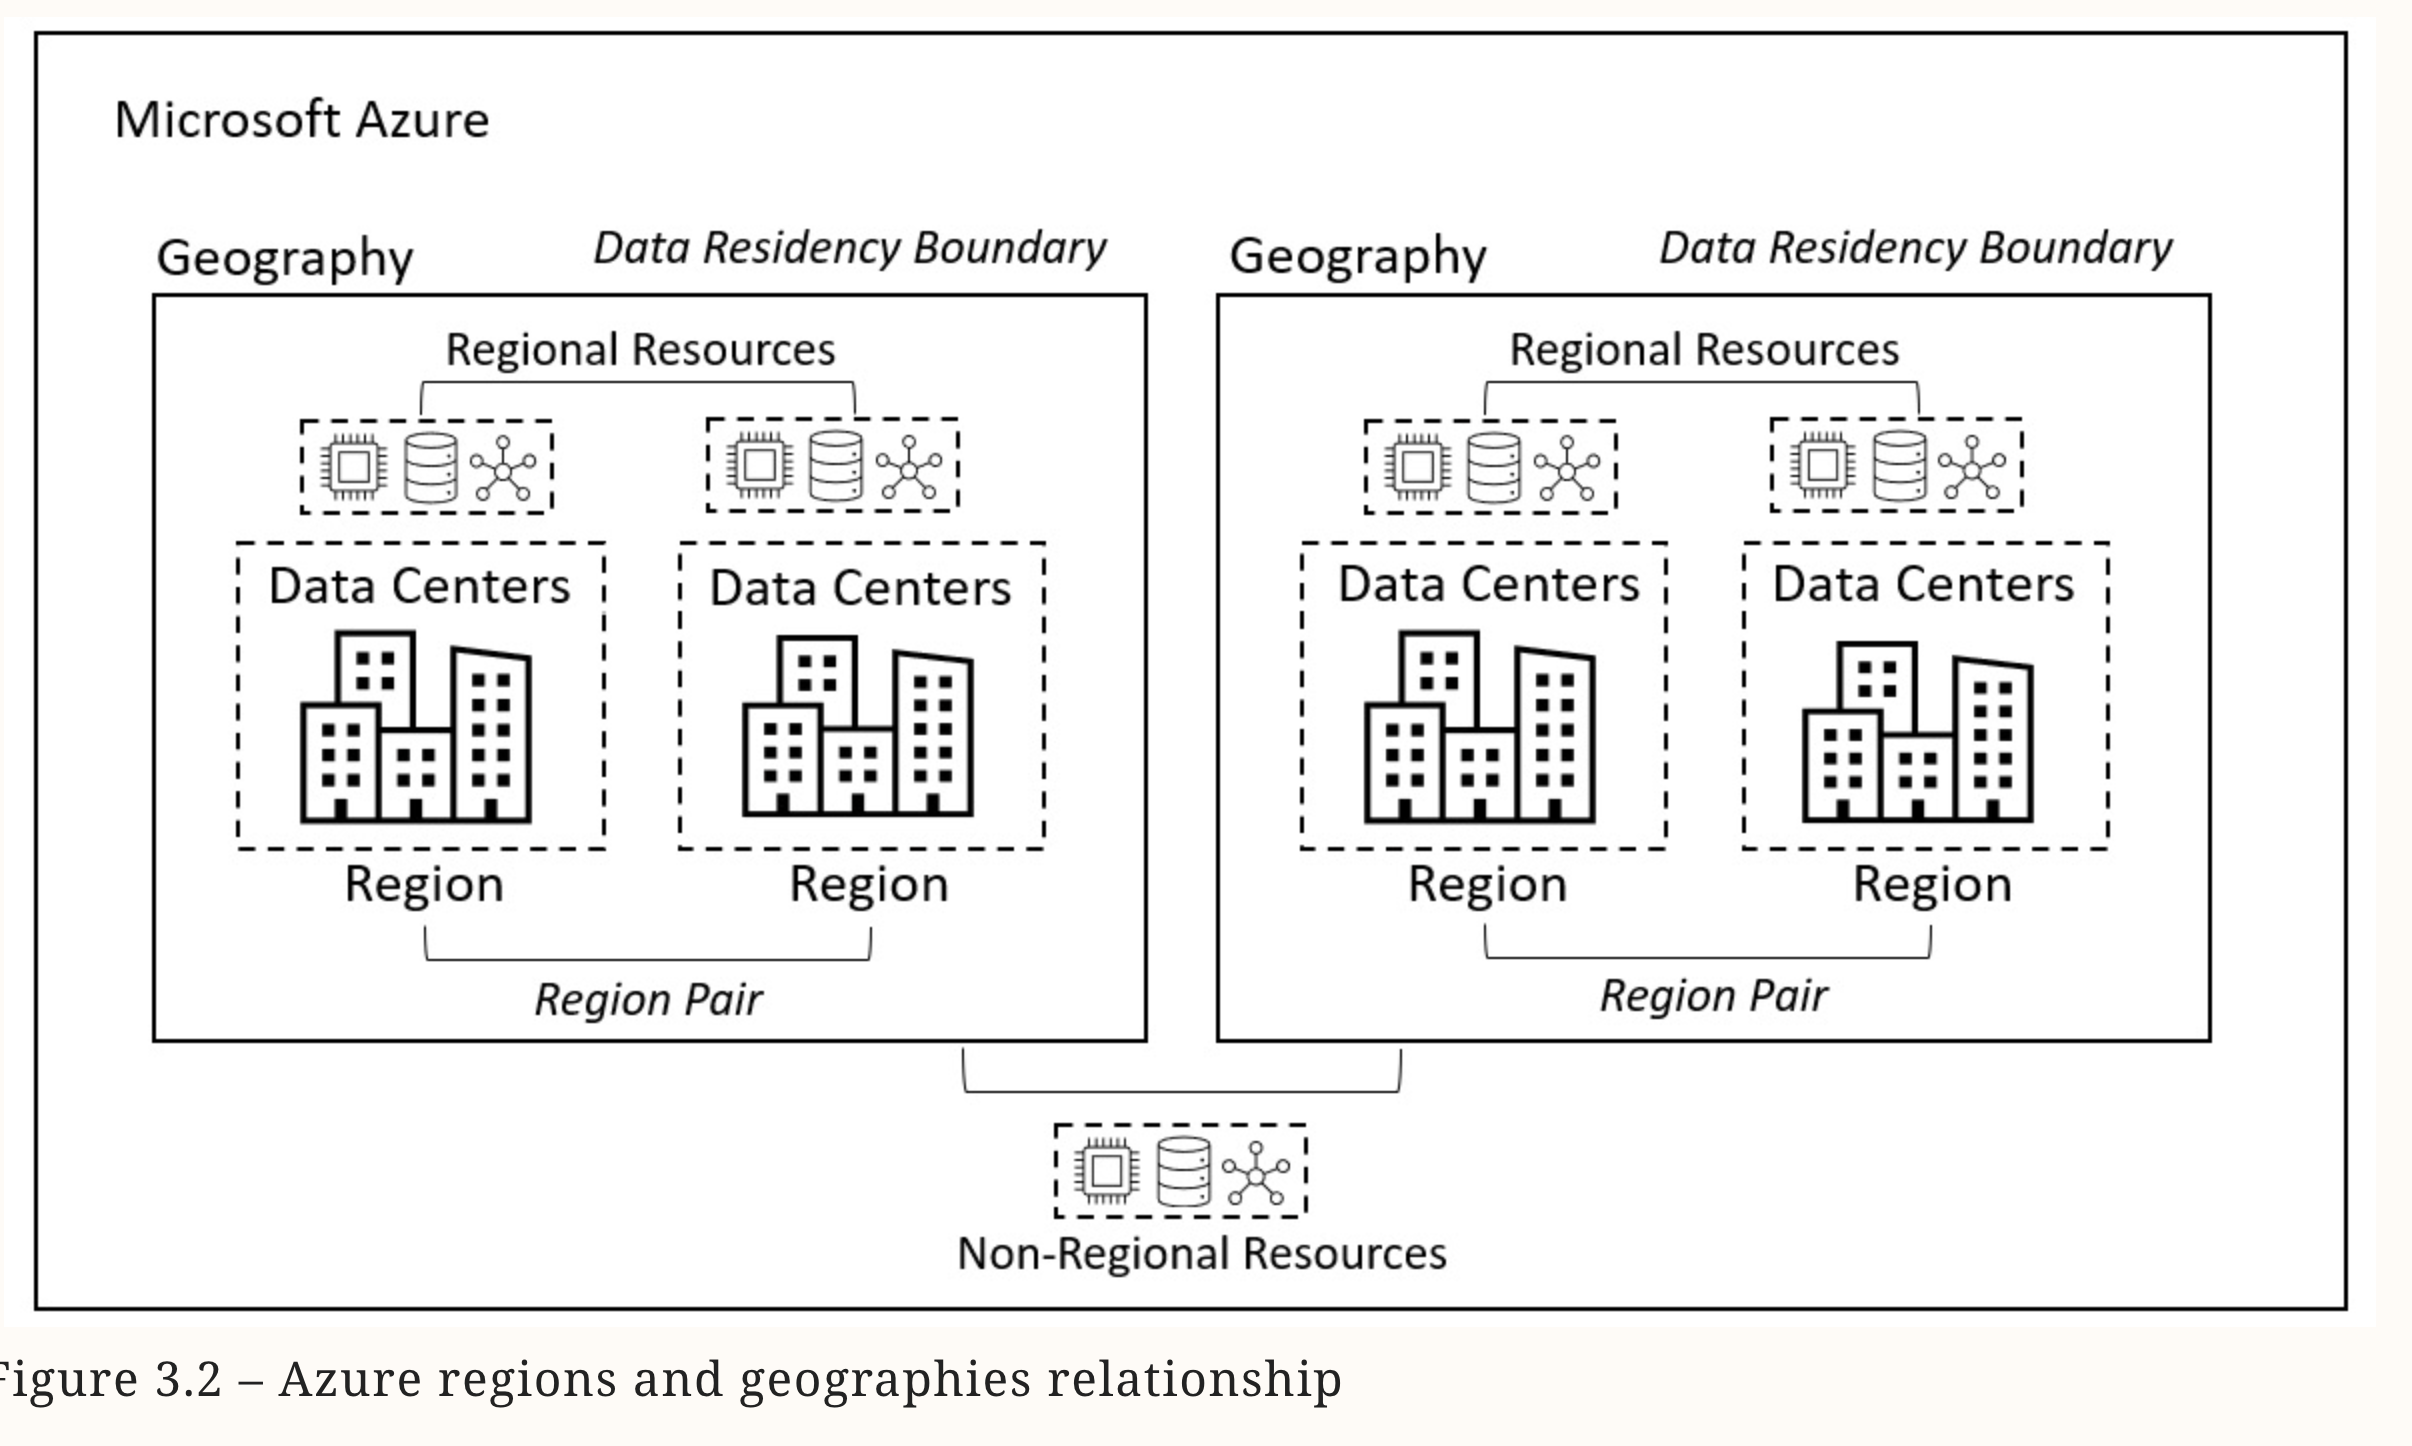 Microsoft Azure
Geography
Data Residency Boundary
Regional Resources
Data Centers
Data Centers
Region
Region
Region Pair
Geography
Data Residency Boundary
Regional Resources
Data Centers
Data Centers
Region
Region
Region Pair
Non-Regional Resources
Figure 3.2 – Azure regions and geographies relationship